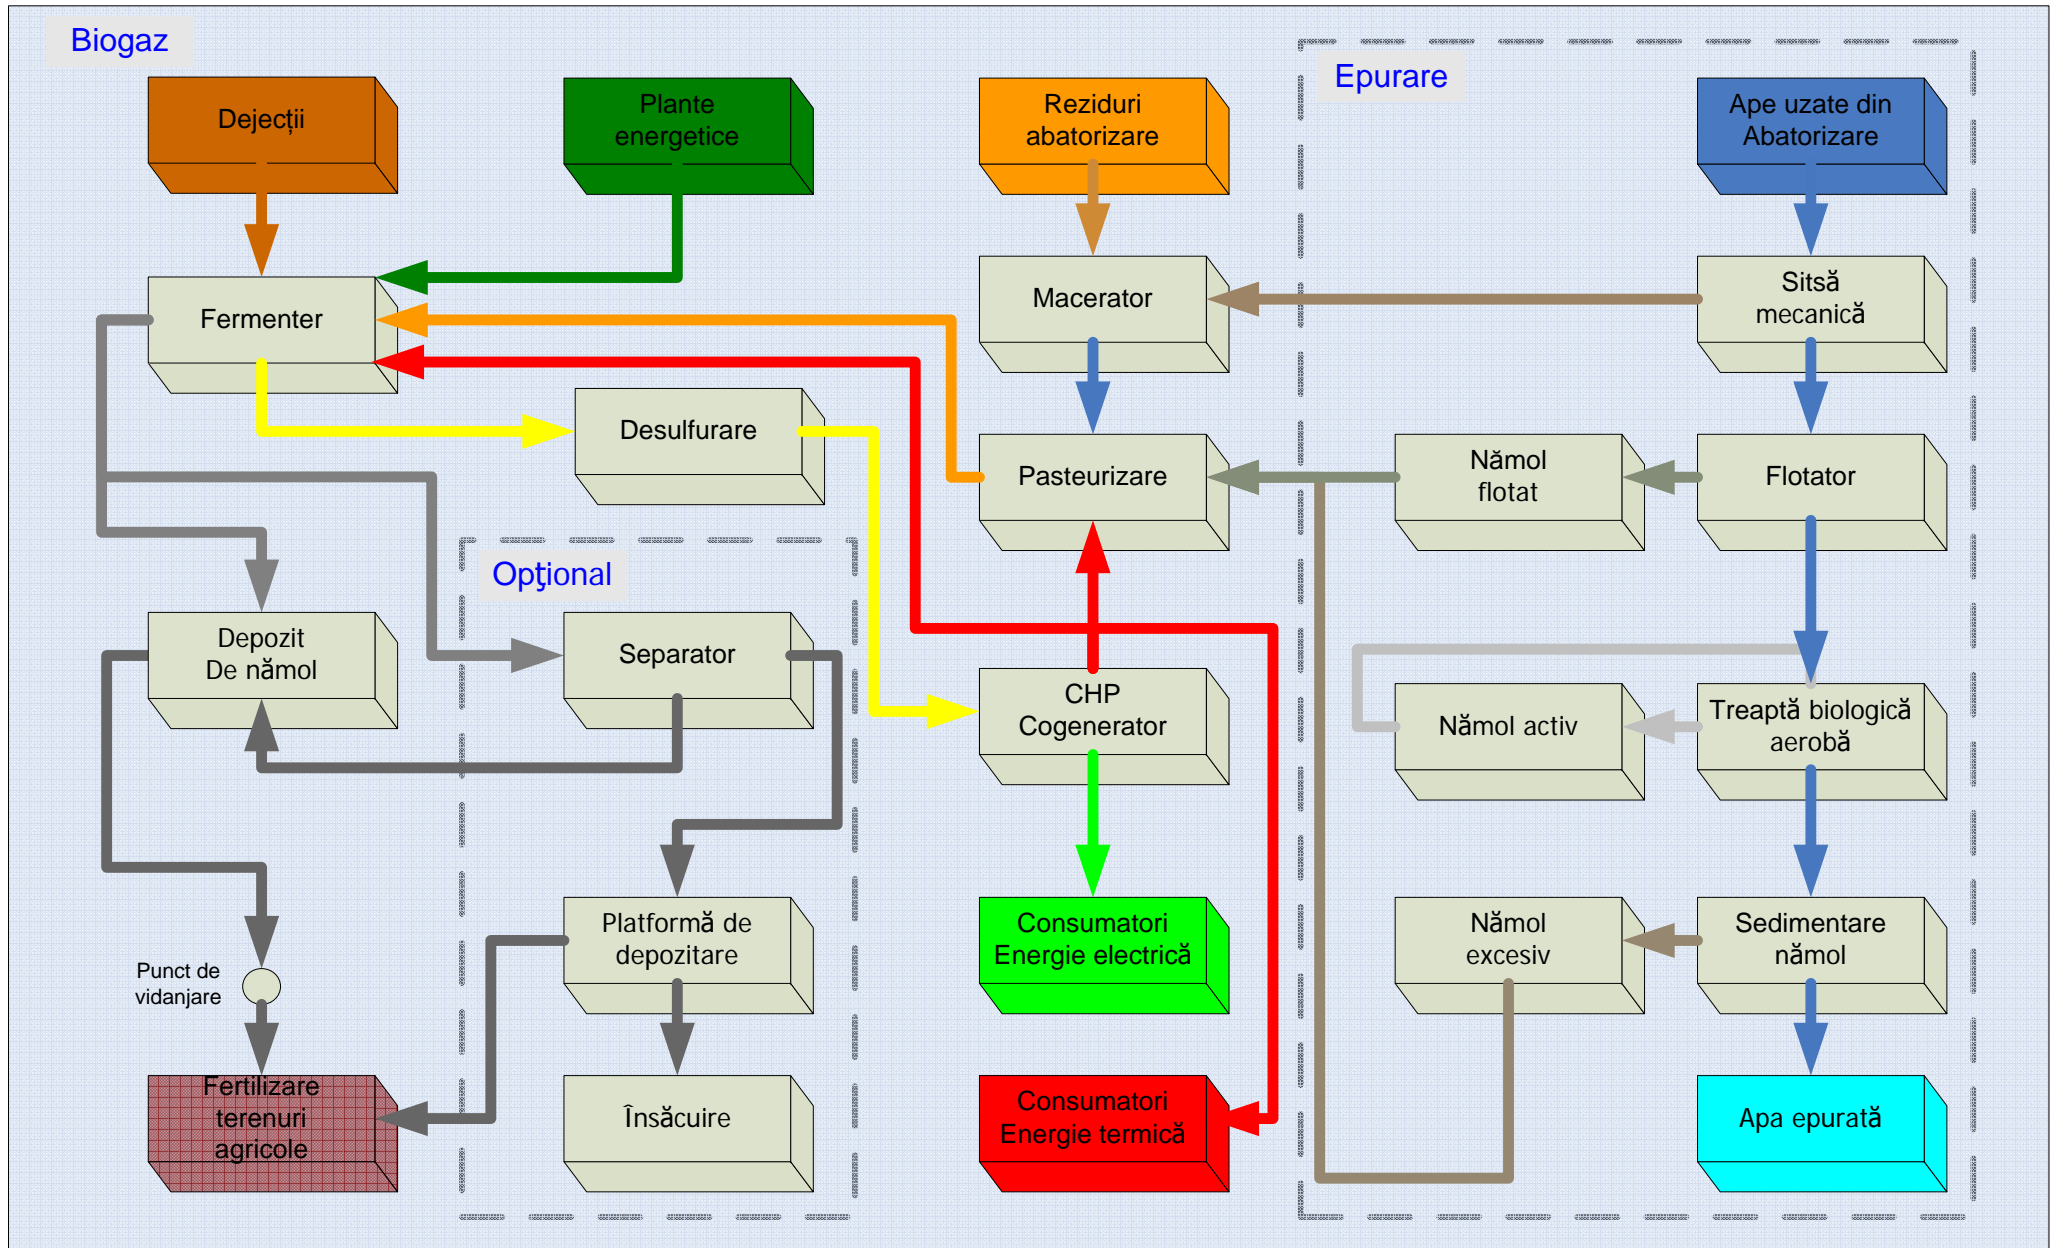 Biogaz
Epurare
Dejecții
Plante
energetice
Reziduri
abatorizare
Ape uzate din
Abatorizare
Fermenter
Macerator
Sitsă
mecanică
Desulfurare
Pasteurizare
Nămol
flotat
Flotator
Opţional
Depozit
De nămol
Separator
CHP
Cogenerator
Nămol activ
Treaptă biologică
aerobă
Platformă de
depozitare
Consumatori
Energie electrică
Nămol
excesiv
Sedimentare
nămol
Punct de
vidanjare
Fertilizare
terenuri
agricole
Însăcuire
Consumatori
Energie termică
Apa epurată